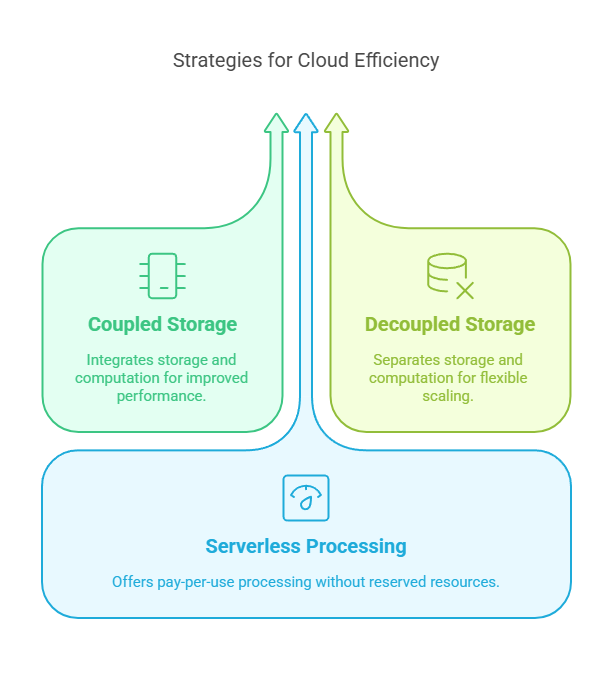 Strategies for Cloud Efficiency
Coupled Storage
Integrates storage and
computation for improved
performance.
Decoupled Storage
Separates storage and
computation for flexible
scaling.
Serverless Processing
Offers pay-per-use processing without reserved resources.